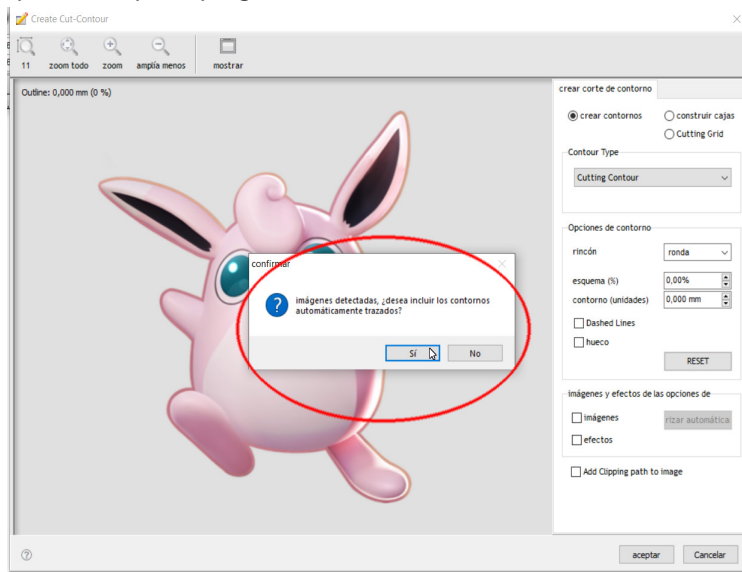 Create Cut-Contour
11 zoom todo zoom amplía menos mostrar
Outline: 0,000 mm (0 %)
crear corte de contorno
crear contornos construir cajas
Cutting Grid
Contour Type
Cutting Contour
Opciones de contorno
rincón ronda
esquema (%) 0,00%
contorno (unidades) 0,000 mm
Dashed Lines
hueco
RESET
imágenes y efectos de las opciones de
imágenes rizar automática
efectos
Add Clipping path to image
confirmar
imágenes detectadas, ¿desea incluir los contornos
automáticamente trazados?
Sí No
aceptar Cancelar